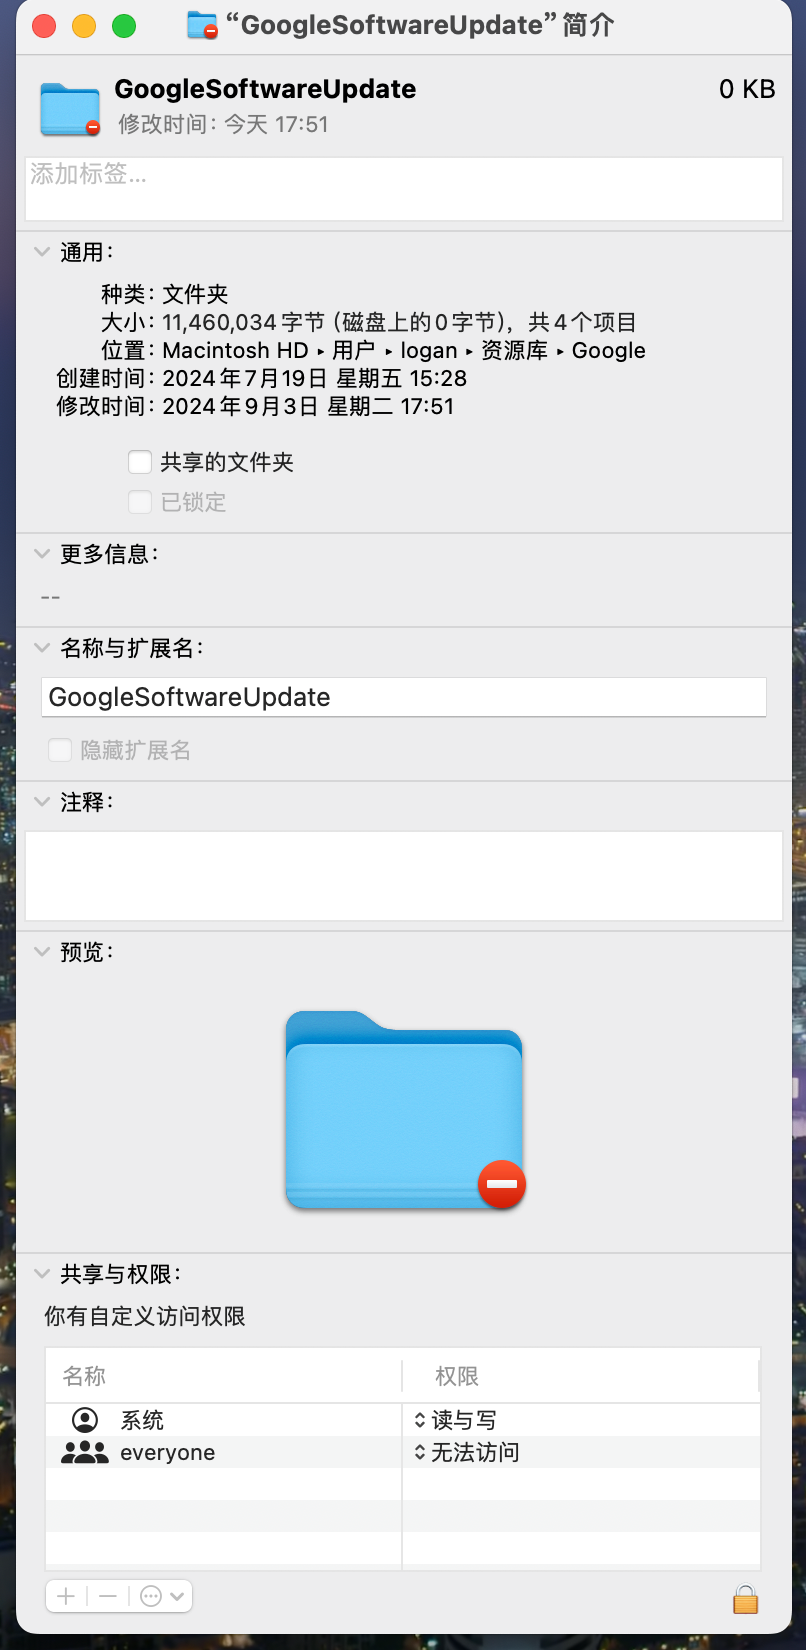 “GoogleSoftwareUpdate”简介
GoogleSoftwareUpdate 0 KB
修改时间：今天 17:51
添加标签...
通用：
种类：文件夹
大小：11,460,034 字节（磁盘上的 0 字节），共 4 个项目
位置：Macintosh HD ▸ 用户 ▸ logan ▸ 资源库 ▸ Google
创建时间：2024年7月19日 星期五 15:28
修改时间：2024年9月3日 星期二 17:51
共享的文件夹
已锁定
更多信息：
--
名称与扩展名：
GoogleSoftwareUpdate
隐藏扩展名
注释：
预览：
共享与权限：
你有自定义访问权限
名称 权限
系统 读与写
everyone 无法访问